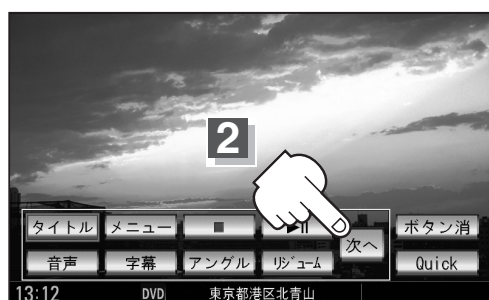 2
タイトル メニュー ■ ▶II ボタン消
音声 字幕 アングル リジューム 次へ Quick
13:12 DVD 東京都港区北青山